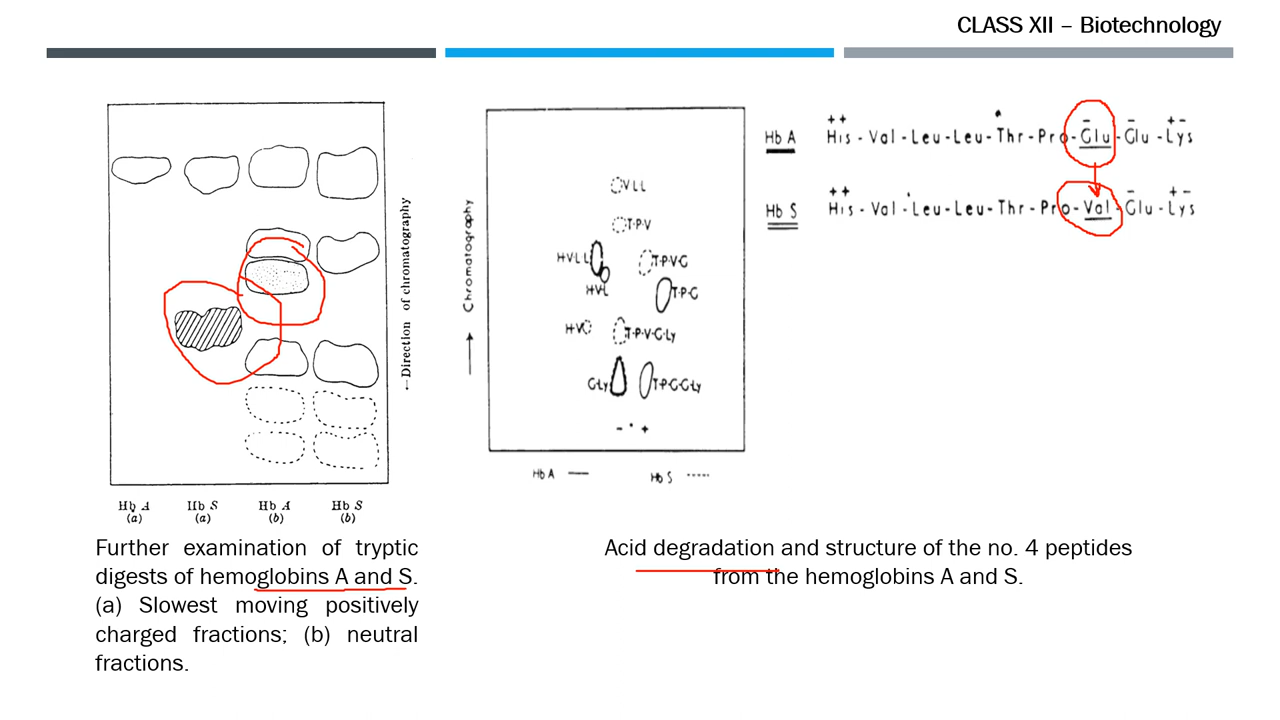 CLASS XII – Biotechnology
←Direction of chromatography
Hb A
(a)
Hb S
(a)
Hb A
(b)
Hb S
(b)
Further examination of tryptic
digests of hemoglobins A and S.
(a) Slowest moving positively
charged fractions; (b) neutral
fractions.
→ Chromatography
VLL
T·P·V
HVLL
T·P·V·G
HVL
T·P·G
H·V
T·P·V·G·Ly
GLy
T·P·G·G·Ly
- · +
Hb A —
Hb S ·····
Hb A
++ - - + -
His - Val - Leu - Leu - Thr - Pro - Glu - Glu - Lys
Hb S
++ - + -
His - Val - Leu - Leu - Thr - Pro - Val - Glu - Lys
Acid degradation and structure of the no. 4 peptides
from the hemoglobins A and S.